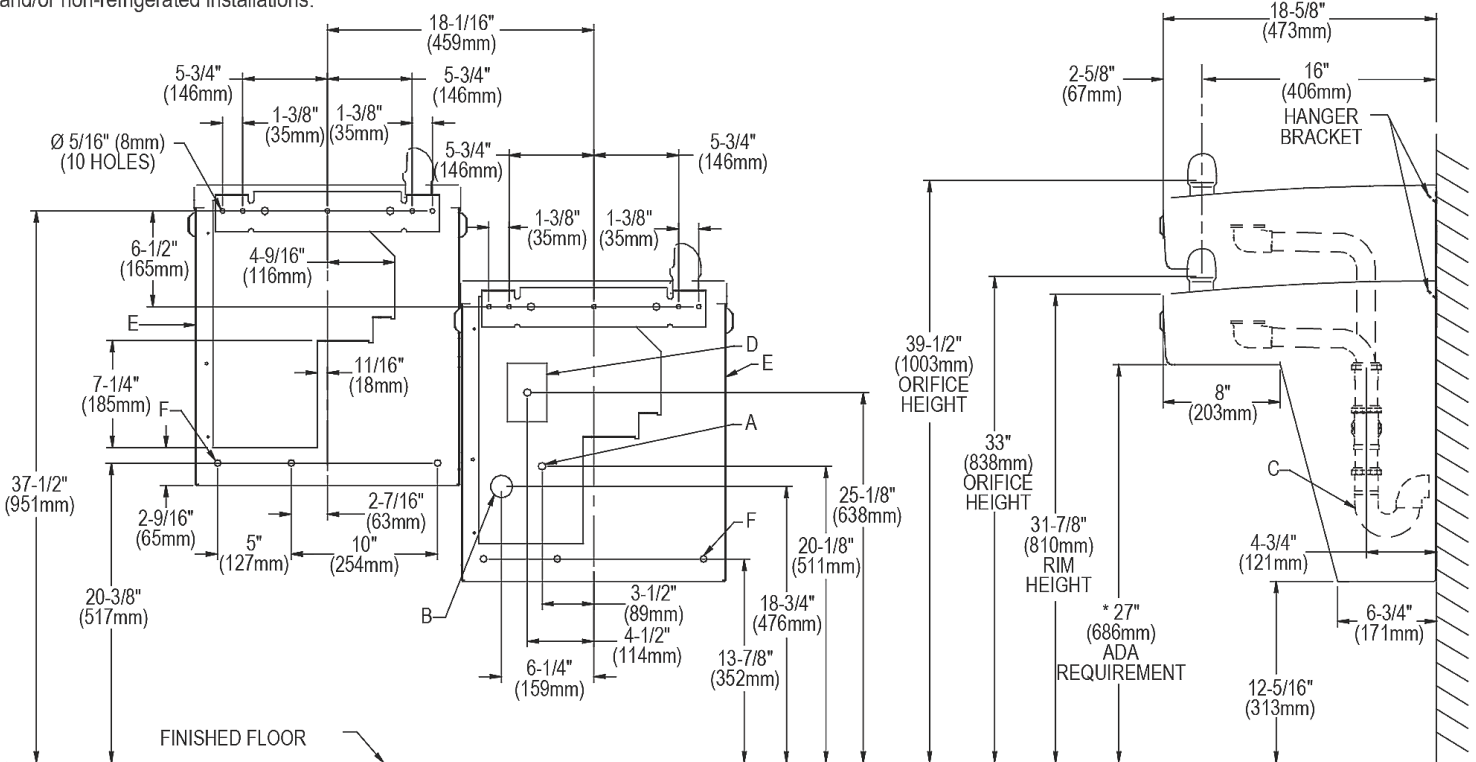 and/or non-refrigerated installations.
18-1/16"
(459mm)
5-3/4"
(146mm)
5-3/4"
(146mm)
1-3/8"
(35mm)
1-3/8"
(35mm)
Ø 5/16" (8mm)
(10 HOLES)
5-3/4"
(146mm)
5-3/4"
(146mm)
1-3/8"
(35mm)
1-3/8"
(35mm)
6-1/2"
(165mm)
4-9/16"
(116mm)
E
D
E
11/16"
(18mm)
7-1/4"
(185mm)
F
A
37-1/2"
(951mm)
2-9/16"
(65mm)
2-7/16"
(63mm)
5"
(127mm)
10"
(254mm)
25-1/8"
(638mm)
F
20-1/8"
(511mm)
20-3/8"
(517mm)
B
3-1/2"
(89mm)
18-3/4"
(476mm)
4-1/2"
(114mm)
6-1/4"
(159mm)
13-7/8"
(352mm)
FINISHED FLOOR
18-5/8"
(473mm)
2-5/8"
(67mm)
16"
(406mm)
HANGER
BRACKET
39-1/2"
(1003mm)
ORIFICE
HEIGHT
8"
(203mm)
33"
(838mm)
ORIFICE
HEIGHT
C
31-7/8"
(810mm)
RIM
HEIGHT
4-3/4"
(121mm)
* 27"
(686mm)
ADA
REQUIREMENT
6-3/4"
(171mm)
12-5/16"
(313mm)